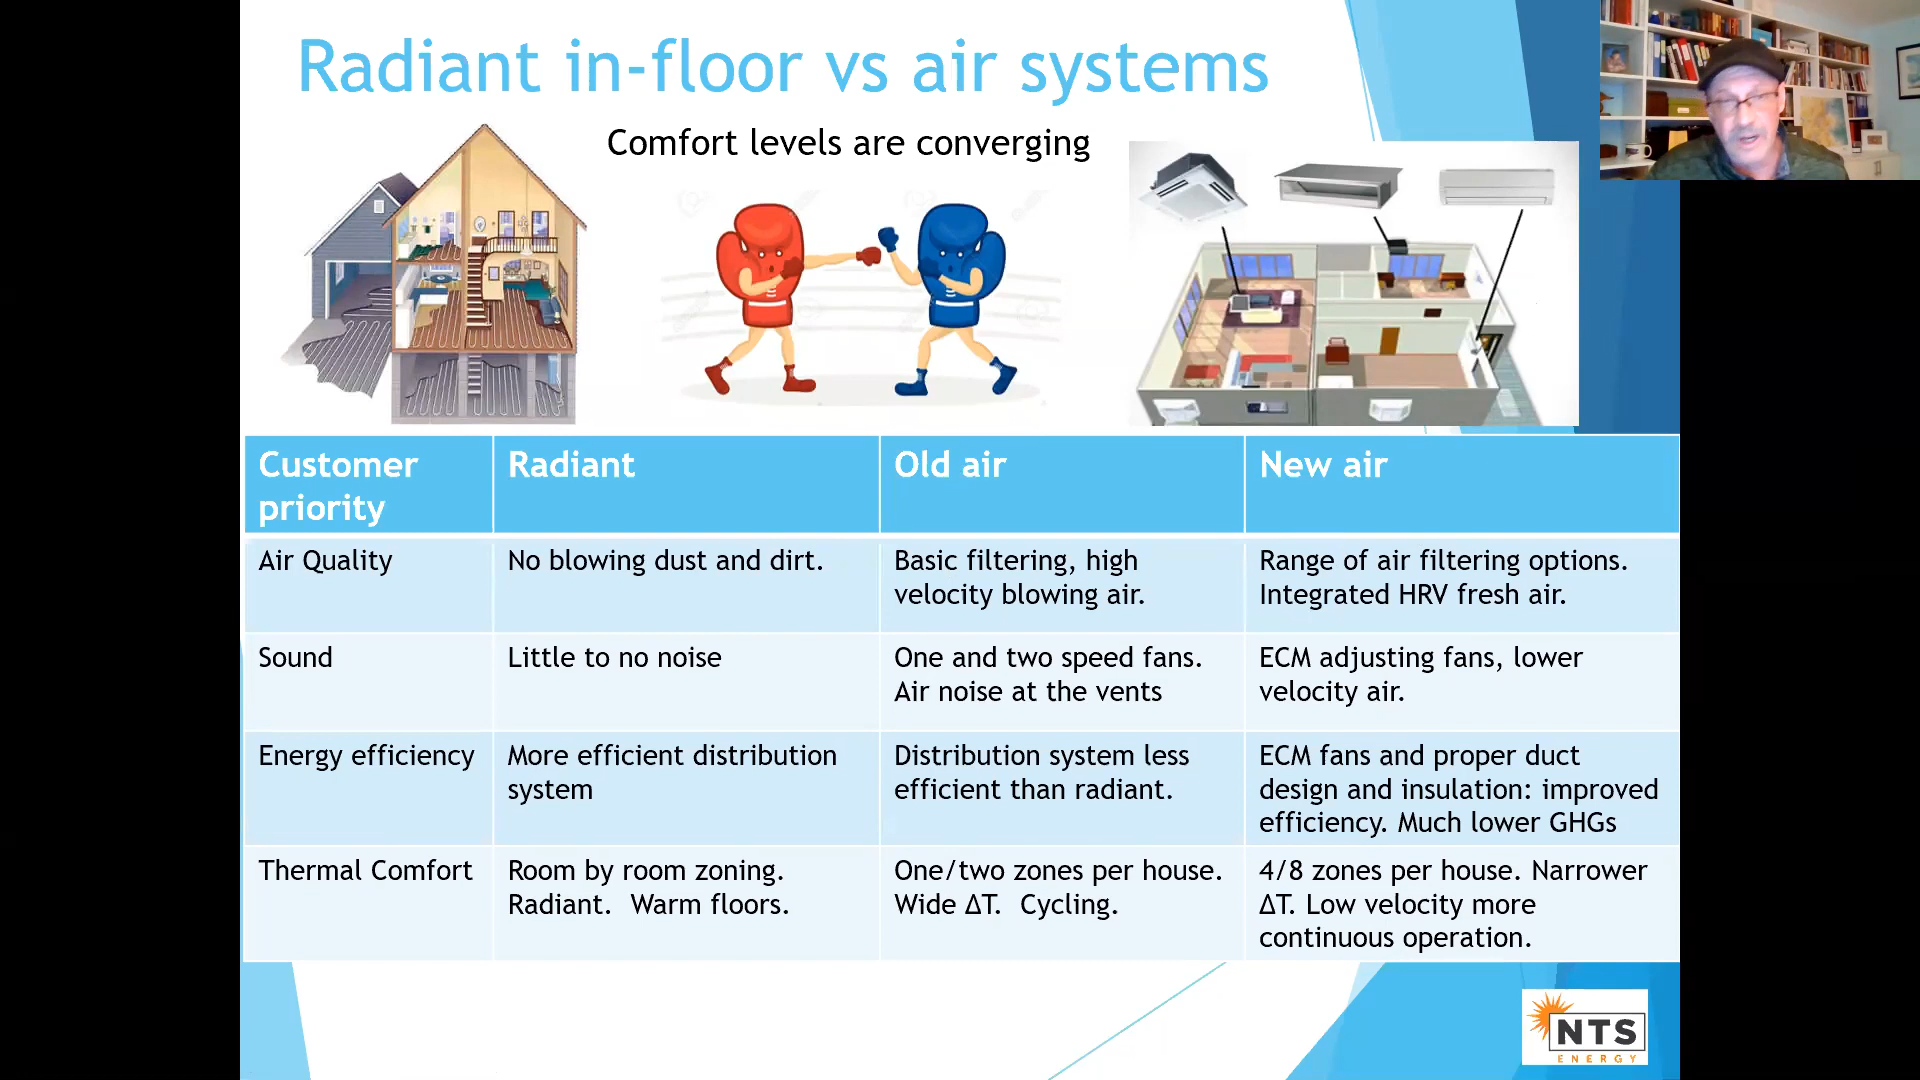 Radiant in-floor vs air systems
Comfort levels are converging
Customer priority
Radiant
Old air
New air
Air Quality
No blowing dust and dirt.
Basic filtering, high
velocity blowing air.
Range of air filtering options.
Integrated HRV fresh air.
Sound
Little to no noise
One and two speed fans.
Air noise at the vents
ECM adjusting fans, lower
velocity air.
Energy efficiency
More efficient distribution
system
Distribution system less
efficient than radiant.
ECM fans and proper duct
design and insulation: improved
efficiency. Much lower GHGs
Thermal Comfort
Room by room zoning.
Radiant.  Warm floors.
One/two zones per house.
Wide ΔT.  Cycling.
4/8 zones per house. Narrower
ΔT. Low velocity more
continuous operation.
NTS
ENERGY